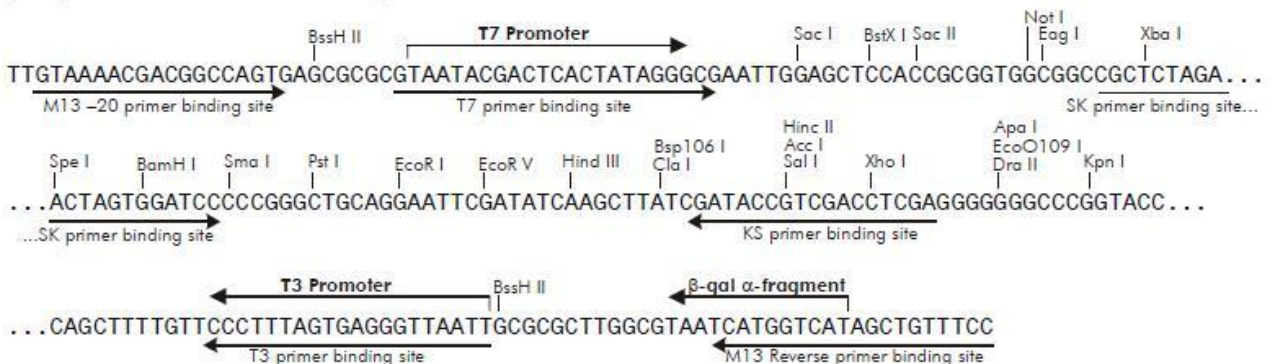 BssH II T7 Promoter Sac I BstX I Sac II Not I Eag I Xba I
TTGTAAAACGACGGCCAGTGAGCGCGCGTAATACGACTCACTATAGGGCGAATTGGAGCTCCACCGCGGTGGCGGCCGCTCTAGA...
M13 –20 primer binding site T7 primer binding site SK primer binding site...
Spe I BamH I Sma I Pst I EcoR I EcoR V Hind III Bsp106 I Cla I Hinc II Acc I Sal I Xho I Apa I EcoO109 I Dra II Kpn I
...ACTAGTGGATCCCCCGGGCTGCAGGAATTCGATATCAAGCTTATCGATACCGTCGACCTCGAGGGGGGGCCCGGTACC...
...SK primer binding site KS primer binding site
T3 Promoter BssH II β-gal α-fragment
...CAGCTTTTGTTCCCTTTAGTGAGGGTTAATTGCGCGCTTGGCGTAATCATGGTCATAGCTGTTTCC
T3 primer binding site M13 Reverse primer binding site